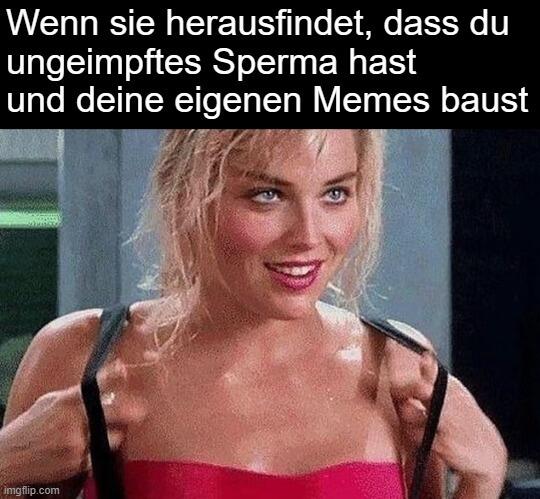 Wenn sie herausfindet, dass du
ungeimpftes Sperma hast
und deine eigenen Memes baust
imgflip.com